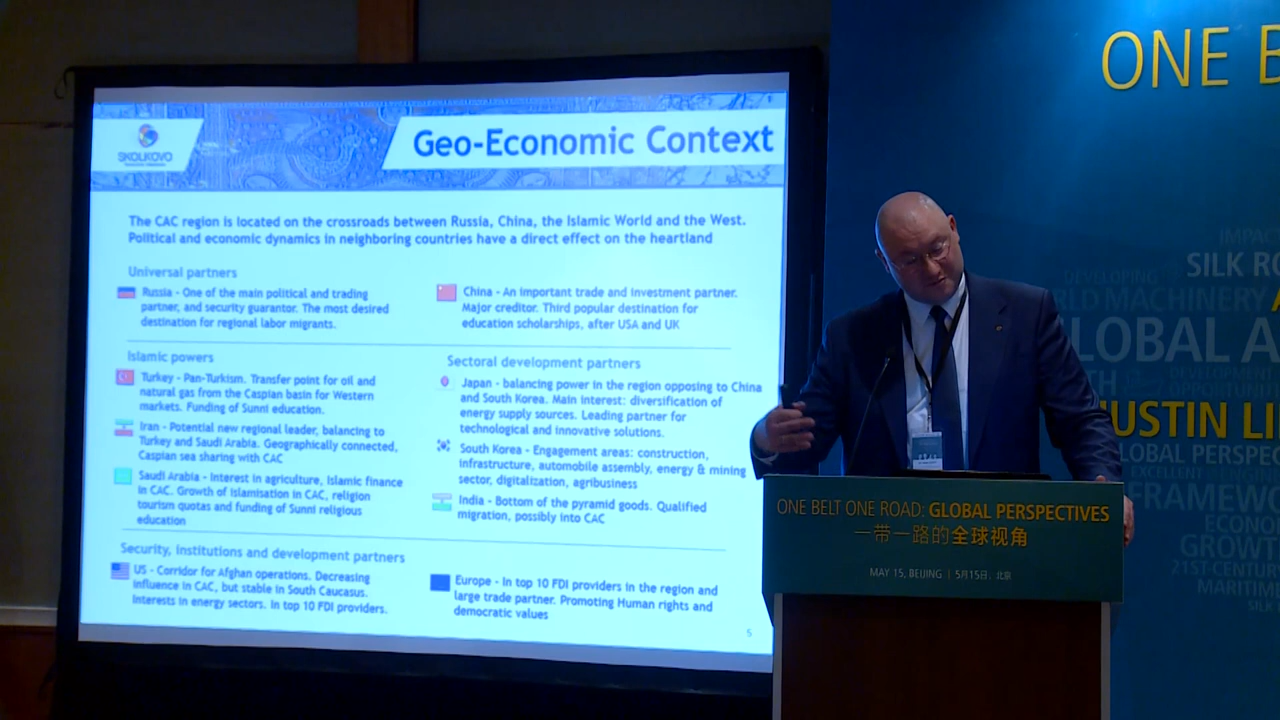 SKOLKOVO
Geo-Economic Context
The CAC region is located on the crossroads between Russia, China, the Islamic World and the West.
Political and economic dynamics in neighboring countries have a direct effect on the heartland
Universal partners
Russia - One of the main political and trading
partner, and security guarantor. The most desired
destination for regional labor migrants.
China - An important trade and investment partner.
Major creditor. Third popular destination for
education scholarships, after USA and UK
Islamic powers
Turkey - Pan-Turkism. Transfer point for oil and
natural gas from the Caspian basin for Western
markets. Funding of Sunni education.
Iran - Potential new regional leader, balancing to
Turkey and Saudi Arabia. Geographically connected,
Caspian sea sharing with CAC
Saudi Arabia - Interest in agriculture, Islamic finance
in CAC. Growth of Islamisation in CAC, religion
tourism quotas and funding of Sunni religious
education
Sectoral development partners
Japan - balancing power in the region opposing to China
and South Korea. Main interest: diversification of
energy supply sources. Leading partner for
technological and innovative solutions.
South Korea - Engagement areas: construction,
infrastructure, automobile assembly, energy & mining
sector, digitalization, agribusiness
India - Bottom of the pyramid goods. Qualified
migration, possibly into CAC
Security, institutions and development partners
US - Corridor for Afghan operations. Decreasing
influence in CAC, but stable in South Caucasus.
Interests in energy sectors. In top 10 FDI providers.
Europe - In top 10 FDI providers in the region and
large trade partner. Promoting Human rights and
democratic values
5
ONE B
IMPAC
DEVELOPING SILK RO
MACHINERY A
LOBAL A
TH DEVELOPMEN
OPPORTUNIT
USTIN LI
LOBAL PERSPEC
EXCELLENT
FRAMEWO
ECONO
GROWT
21ST-CENTUR
MARITIM
SILK
ONE BELT ONE ROAD: GLOBAL PERSPECTIVES
一带一路的全球视角
MAY 15, BEIJING | 5月15日, 北京